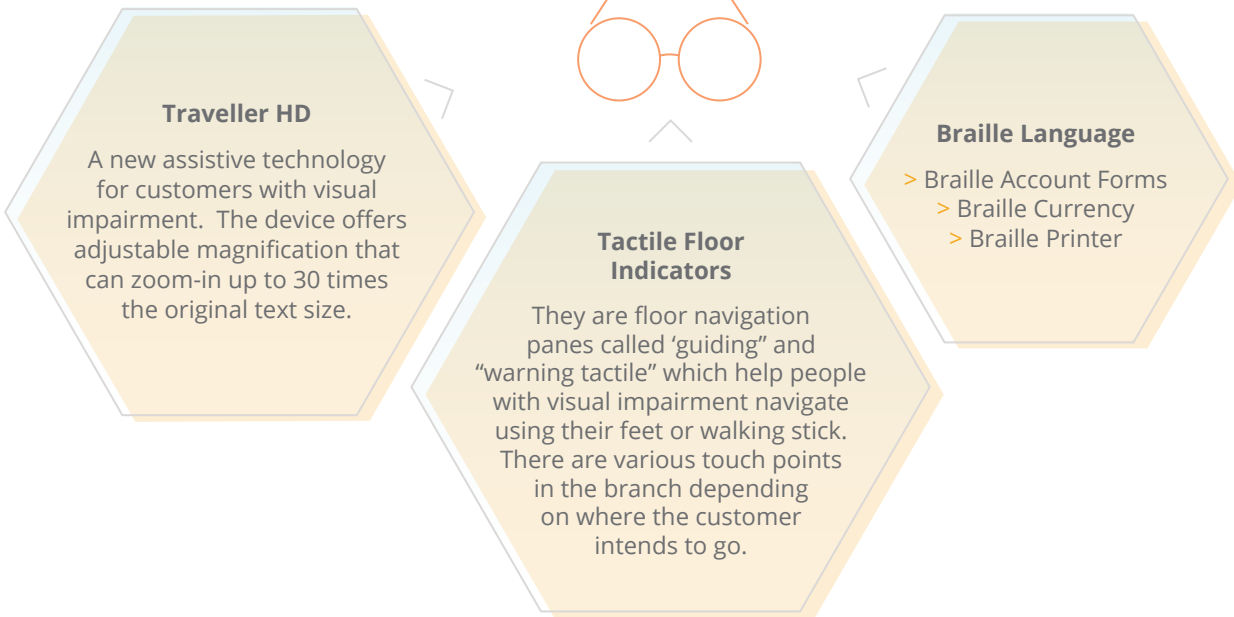 Traveller HD
A new assistive technology
for customers with visual
impairment.  The device offers
adjustable magnification that
can zoom-in up to 30 times
the original text size.
Tactile Floor
Indicators
They are floor navigation
panes called ‘guiding” and
“warning tactile” which help people
with visual impairment navigate
using their feet or walking stick.
There are various touch points
in the branch depending
on where the customer
intends to go.
Braille Language
> Braille Account Forms
> Braille Currency
> Braille Printer